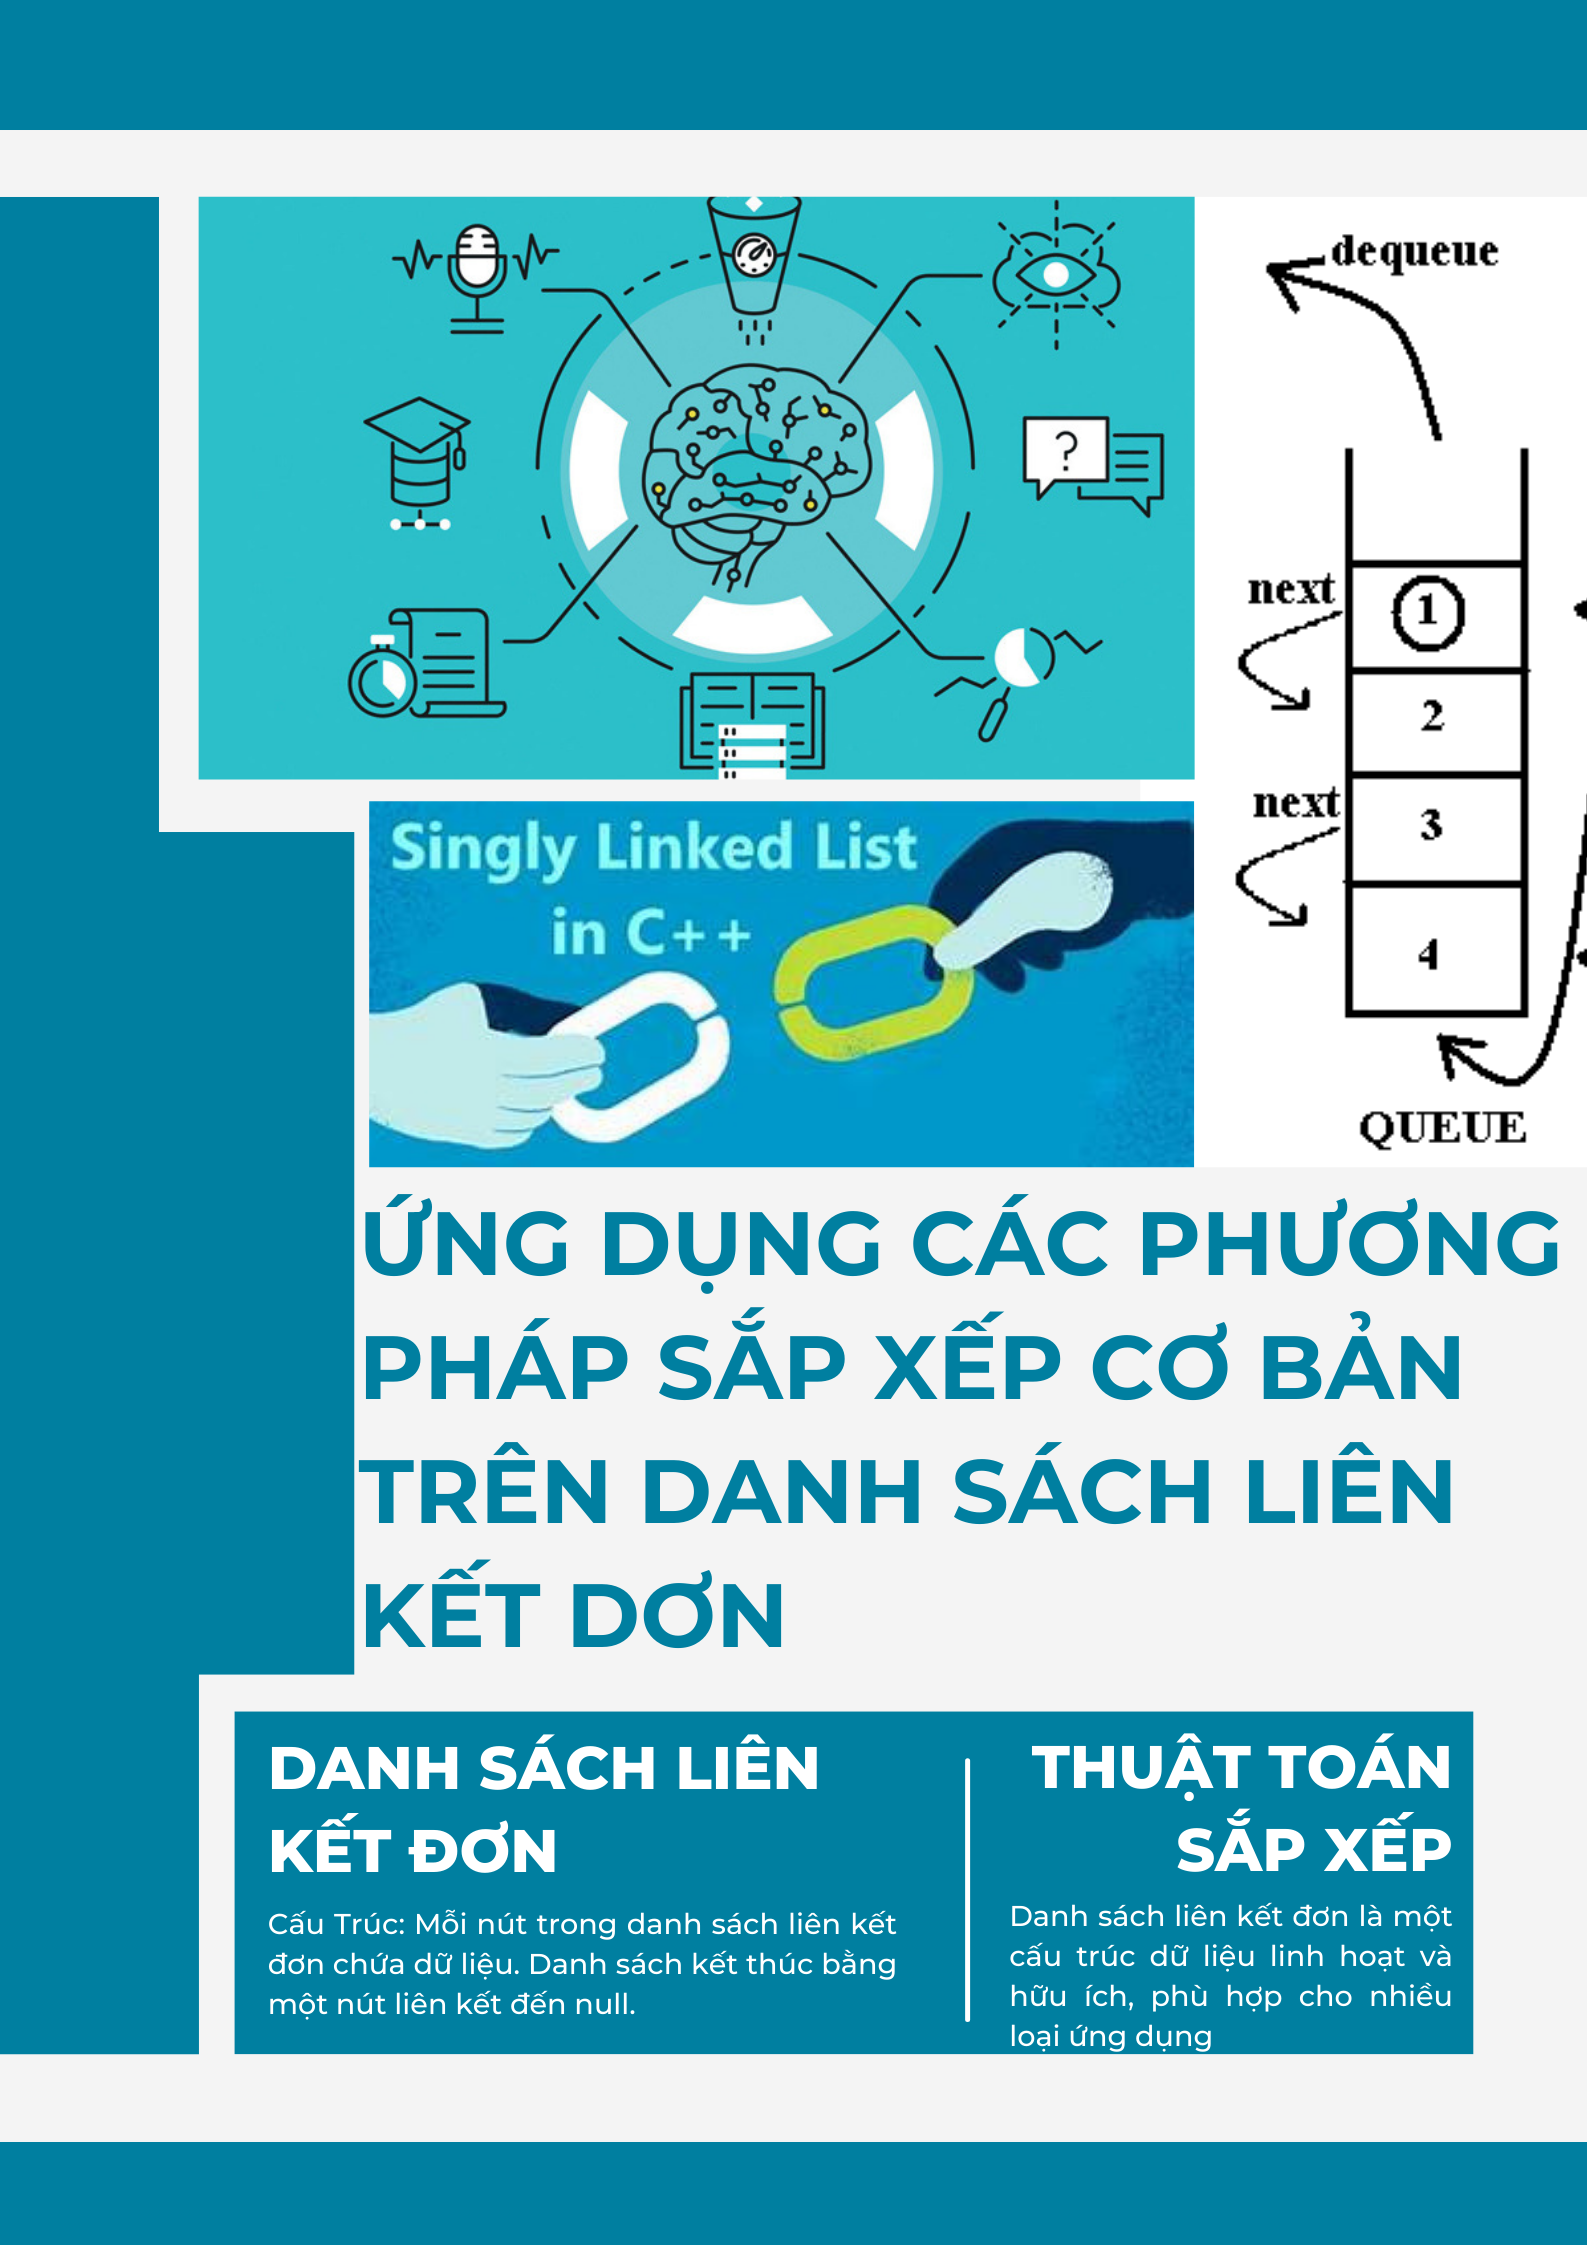 dequeue
next
1
2
next
3
4
QUEUE
?
Singly Linked List
in C++
ỨNG DỤNG CÁC PHƯƠNG
PHÁP SẮP XẾP CƠ BẢN
TRÊN DANH SÁCH LIÊN
KẾT DƠN
DANH SÁCH LIÊN
KẾT ĐƠN
Cấu Trúc: Mỗi nút trong danh sách liên kết
đơn chứa dữ liệu. Danh sách kết thúc bằng
một nút liên kết đến null.
THUẬT TOÁN
SẮP XẾP
Danh sách liên kết đơn là một
cấu trúc dữ liệu linh hoạt và
hữu ích, phù hợp cho nhiều
loại ứng dụng